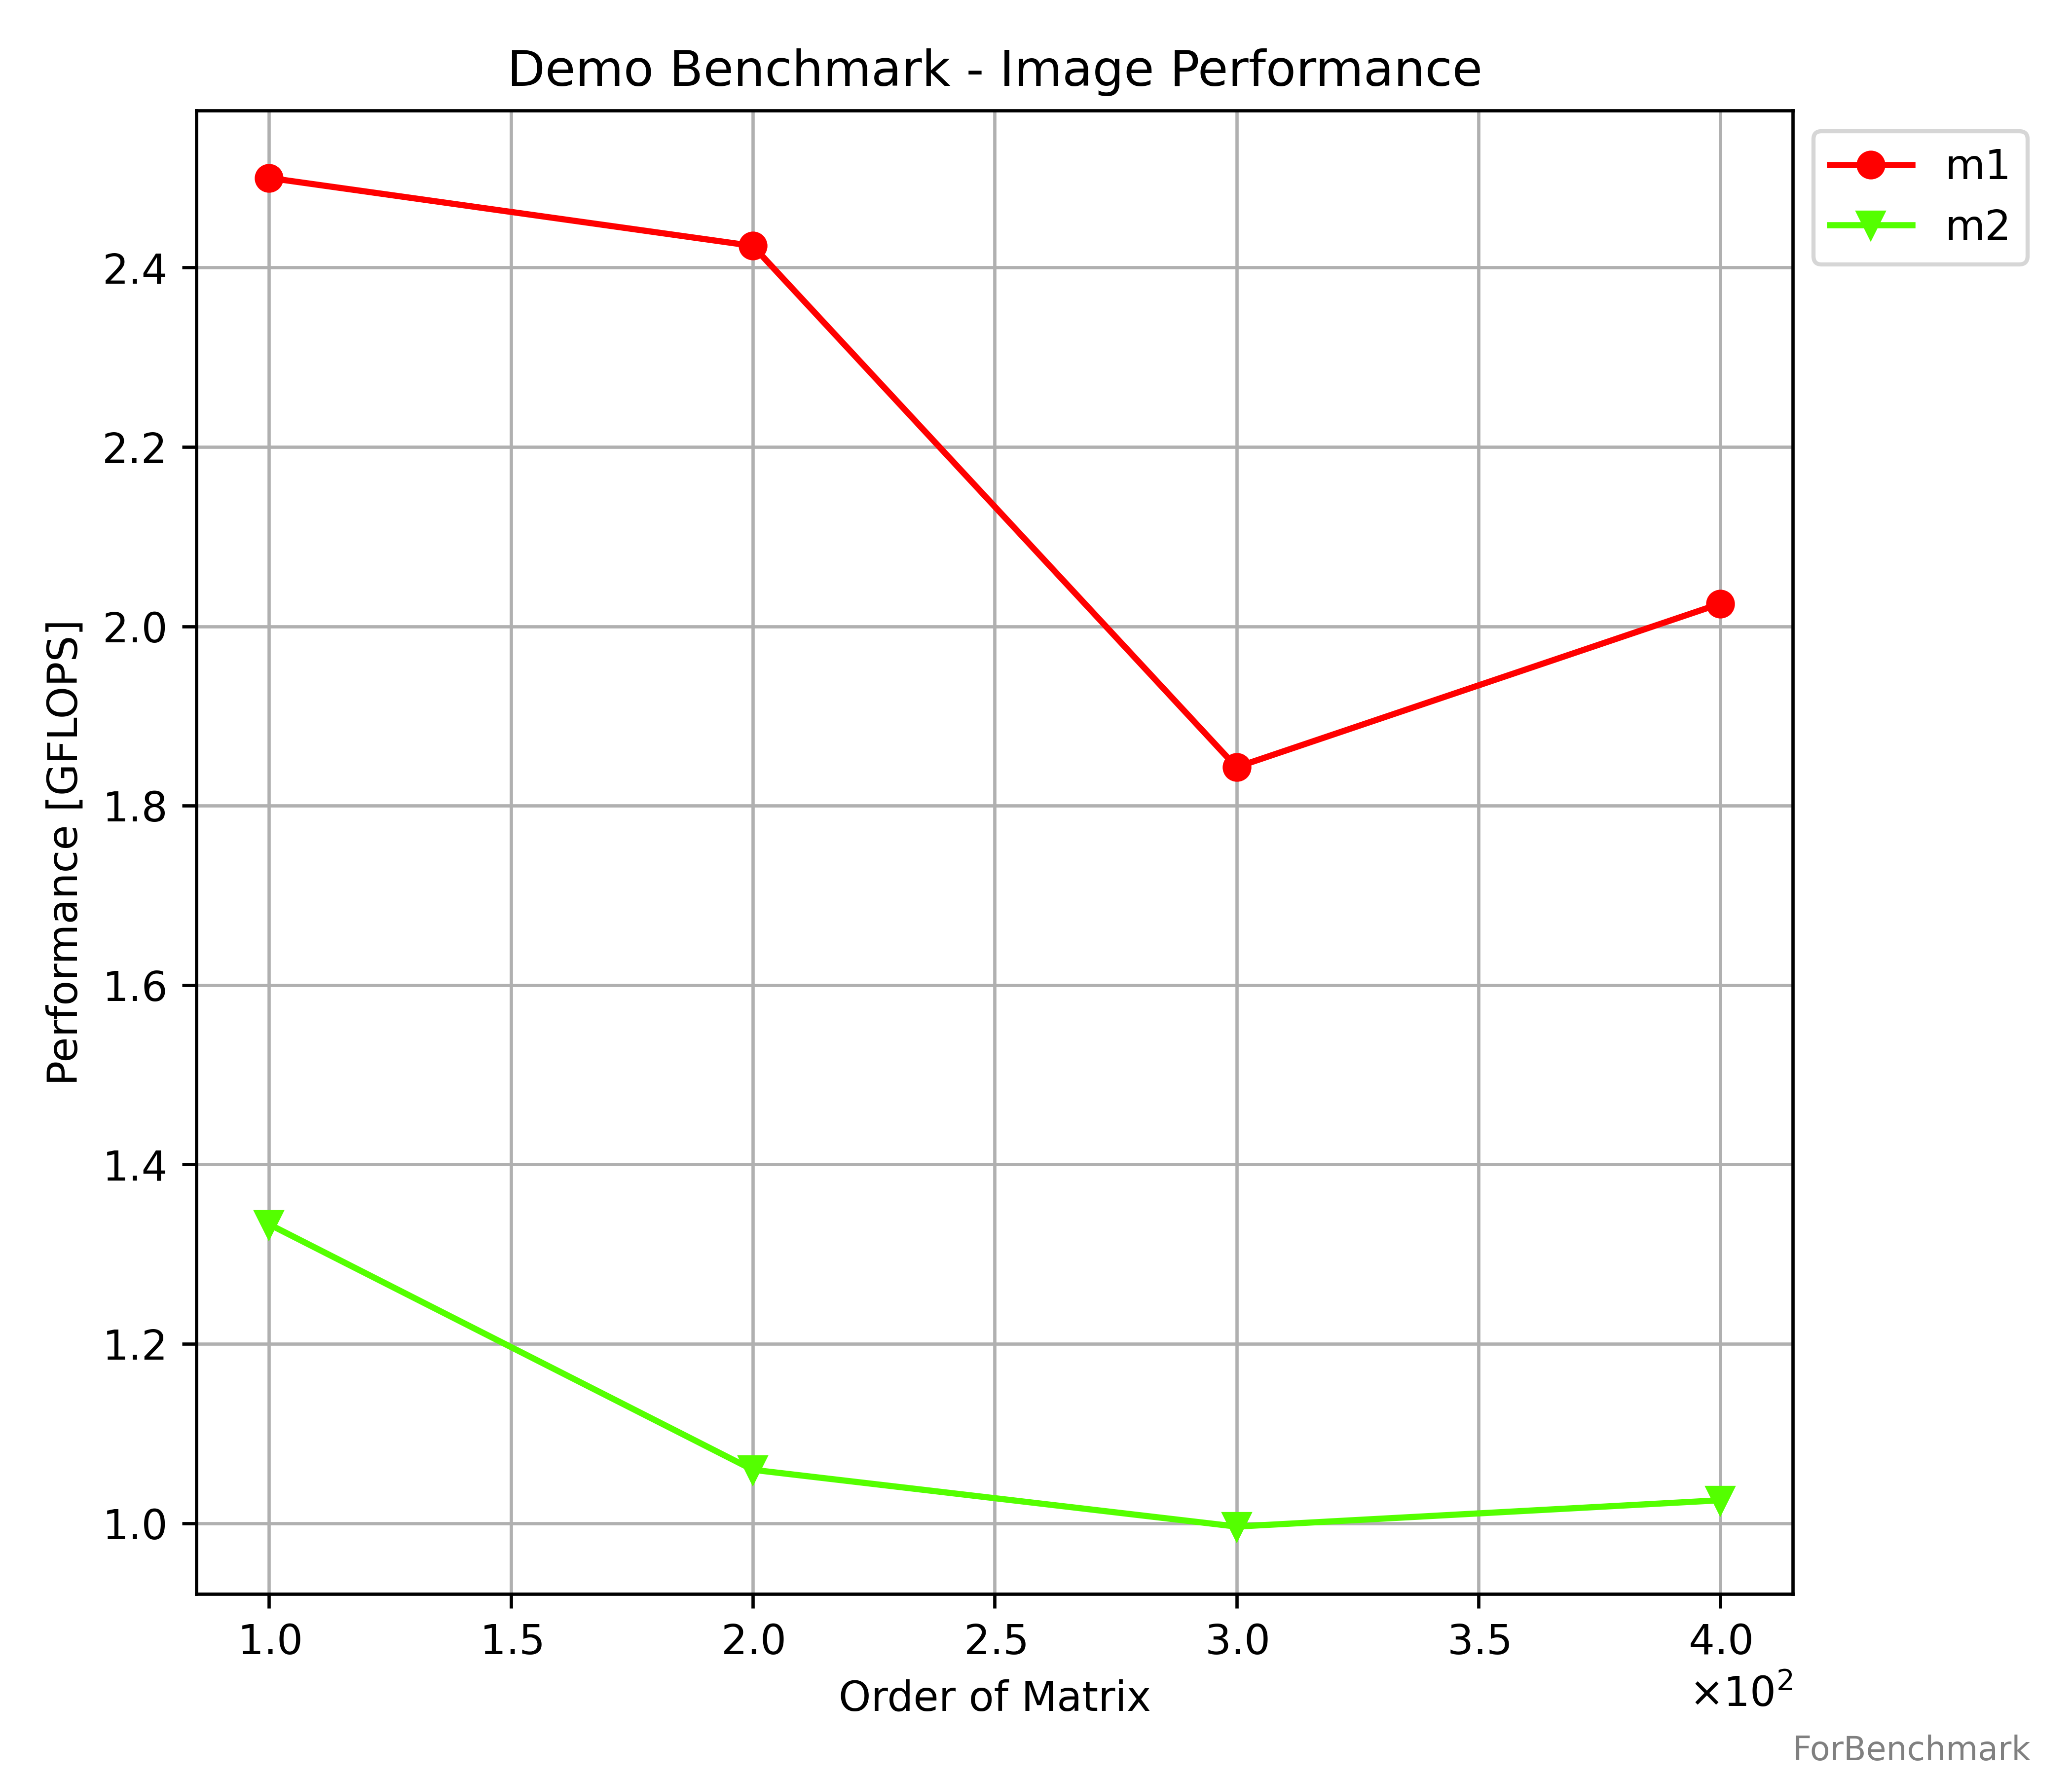 Demo Benchmark - Image Performance
m1
m2
Performance [GFLOPS]
2.4
2.2
2.0
1.8
1.6
1.4
1.2
1.0
1.0 1.5 2.0 2.5 3.0 3.5 4.0
×10²
Order of Matrix
ForBenchmark